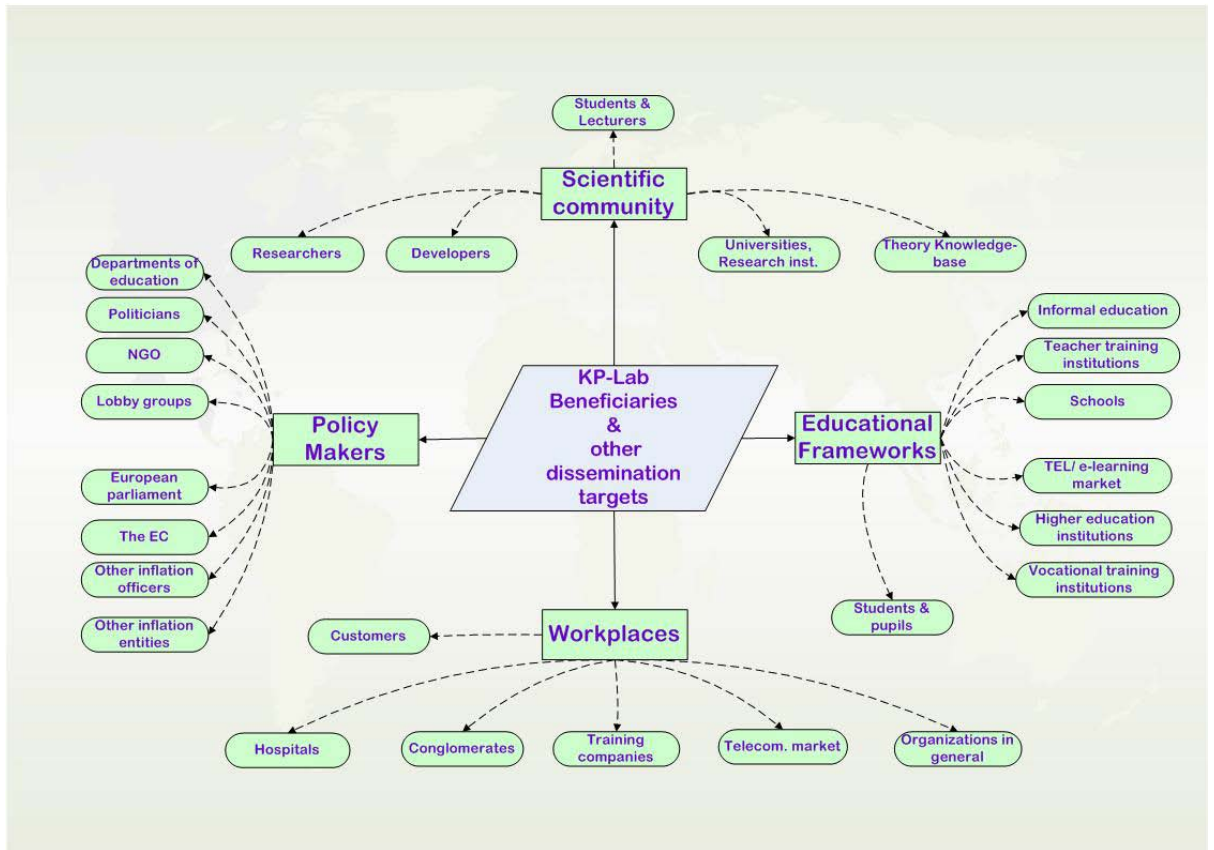 Students &
Lecturers
Scientific
community
Researchers
Developers
Universities,
Research inst.
Theory Knowledge-
base
Departments of
education
Politicians
NGO
Lobby groups
Policy
Makers
European
parliament
The EC
Other inflation
officers
Other inflation
entities
KP-Lab
Beneficiaries
&
other
dissemination
targets
Educational
Frameworks
Informal education
Teacher training
institutions
Schools
TEL/ e-learning
market
Higher education
institutions
Vocational training
institutions
Students &
pupils
Workplaces
Customers
Hospitals
Conglomerates
Training
companies
Telecom. market
Organizations in
general